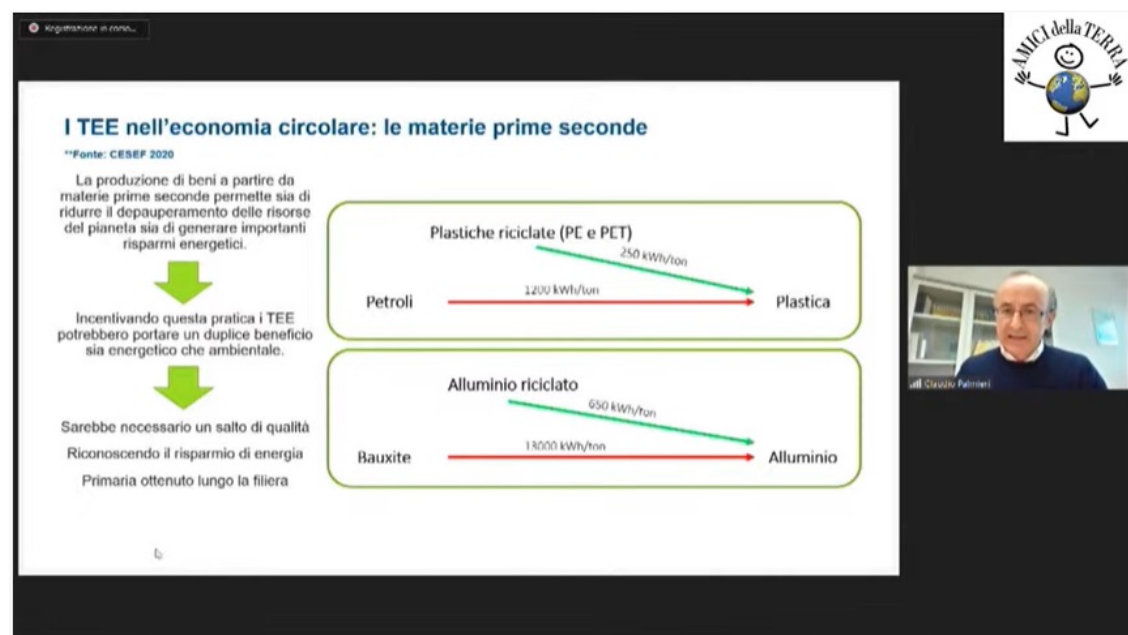 Registrazione in corso...
AMICI della TERRA
I TEE nell'economia circolare: le materie prime seconde
**Fonte: CESEF 2020
La produzione di beni a partire da
materie prime seconde permette sia di
ridurre il depauperamento delle risorse
del pianeta sia di generare importanti
risparmi energetici.
Incentivando questa pratica i TEE
potrebbero portare un duplice beneficio
sia energetico che ambientale.
Sarebbe necessario un salto di qualità
Riconoscendo il risparmio di energia
Primaria ottenuto lungo la filiera
Plastiche riciclate (PE e PET)
250 kWh/ton
1200 kWh/ton
Petroli
Plastica
Alluminio riciclato
650 kWh/ton
13000 kWh/ton
Bauxite
Alluminio
Claudio Palmieri